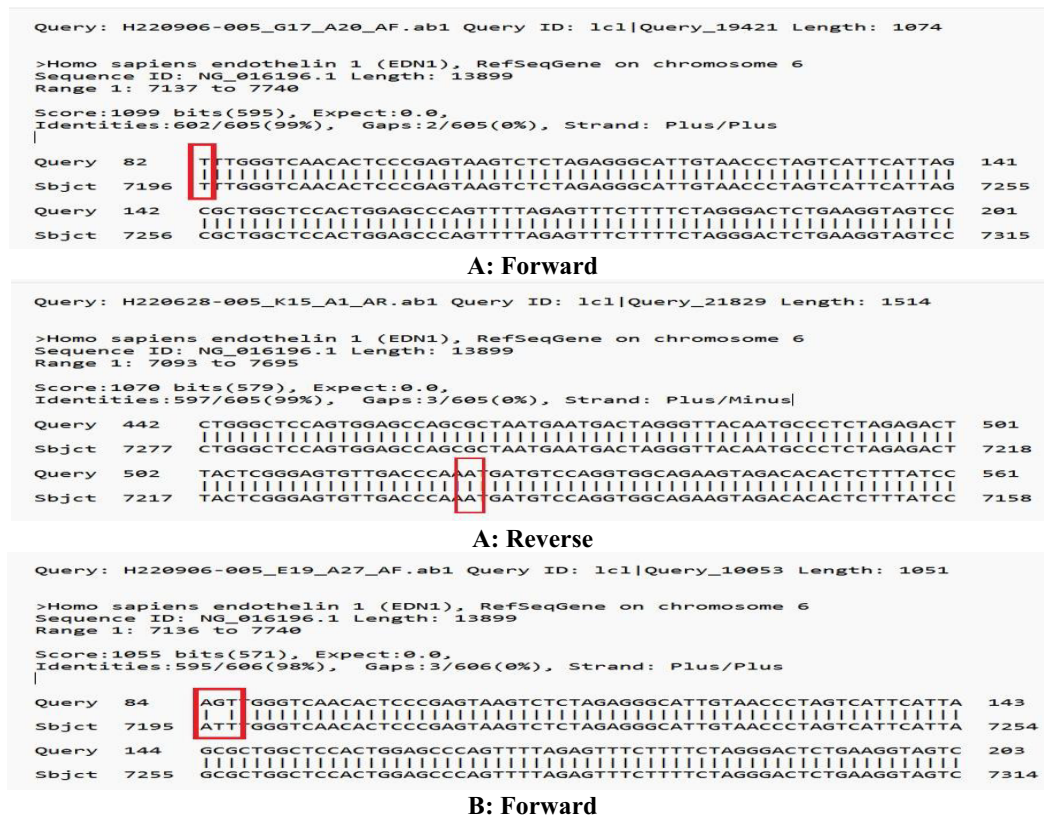 Query: H220906-005_G17_A20_AF.ab1 Query ID: lcl|Query_19421 Length: 1074
>Homo sapiens endothelin 1 (EDN1), RefSeqGene on chromosome 6
Sequence ID: NG_016196.1 Length: 13899
Range 1: 7137 to 7740
Score:1099 bits(595), Expect:0.0,
Identities:602/605(99%), Gaps:2/605(0%), Strand: Plus/Plus
Query 82 TTTGGGTCAACACTCCCGAGTAAGTCTCTAGAGGGCATTGTAACCCTAGTCATTCATTAG 141
Sbjct 7196 TTTGGGTCAACACTCCCGAGTAAGTCTCTAGAGGGCATTGTAACCCTAGTCATTCATTAG 7255
Query 142 CGCTGGCTCCACTGGAGCCCAGTTTTAGAGTTTCTTTTCTAGGGACTCTGAAGGTAGTCC 201
Sbjct 7256 CGCTGGCTCCACTGGAGCCCAGTTTTAGAGTTTCTTTTCTAGGGACTCTGAAGGTAGTCC 7315
A: Forward
Query: H220628-005_K15_A1_AR.ab1 Query ID: lcl|Query_21829 Length: 1514
>Homo sapiens endothelin 1 (EDN1), RefSeqGene on chromosome 6
Sequence ID: NG_016196.1 Length: 13899
Range 1: 7093 to 7695
Score:1070 bits(579), Expect:0.0,
Identities:597/605(99%), Gaps:3/605(0%), Strand: Plus/Minus
Query 442 CTGGGCTCCAGTGGAGCCAGCGCTAATGAATGACTAGGGTTACAATGCCCTCTAGAGACT 501
Sbjct 7277 CTGGGCTCCAGTGGAGCCAGCGCTAATGAATGACTAGGGTTACAATGCCCTCTAGAGACT 7218
Query 502 TACTCGGGAGTGTTGACCCAAATGATGTCCAGGTGGCAGAAGTAGACACACTCTTTATCC 561
Sbjct 7217 TACTCGGGAGTGTTGACCCAAATGATGTCCAGGTGGCAGAAGTAGACACACTCTTTATCC 7158
A: Reverse
Query: H220906-005_E19_A27_AF.ab1 Query ID: lcl|Query_10053 Length: 1051
>Homo sapiens endothelin 1 (EDN1), RefSeqGene on chromosome 6
Sequence ID: NG_016196.1 Length: 13899
Range 1: 7136 to 7740
Score:1055 bits(571), Expect:0.0,
Identities:595/606(98%), Gaps:3/606(0%), Strand: Plus/Plus
Query 84 AGTTGGGTCAACACTCCCGAGTAAGTCTCTAGAGGGCATTGTAACCCTAGTCATTCATTA 143
Sbjct 7195 ATTTGGGTCAACACTCCCGAGTAAGTCTCTAGAGGGCATTGTAACCCTAGTCATTCATTA 7254
Query 144 GCGCTGGCTCCACTGGAGCCCAGTTTTAGAGTTTCTTTTCTAGGGACTCTGAAGGTAGTC 203
Sbjct 7255 GCGCTGGCTCCACTGGAGCCCAGTTTTAGAGTTTCTTTTCTAGGGACTCTGAAGGTAGTC 7314
B: Forward